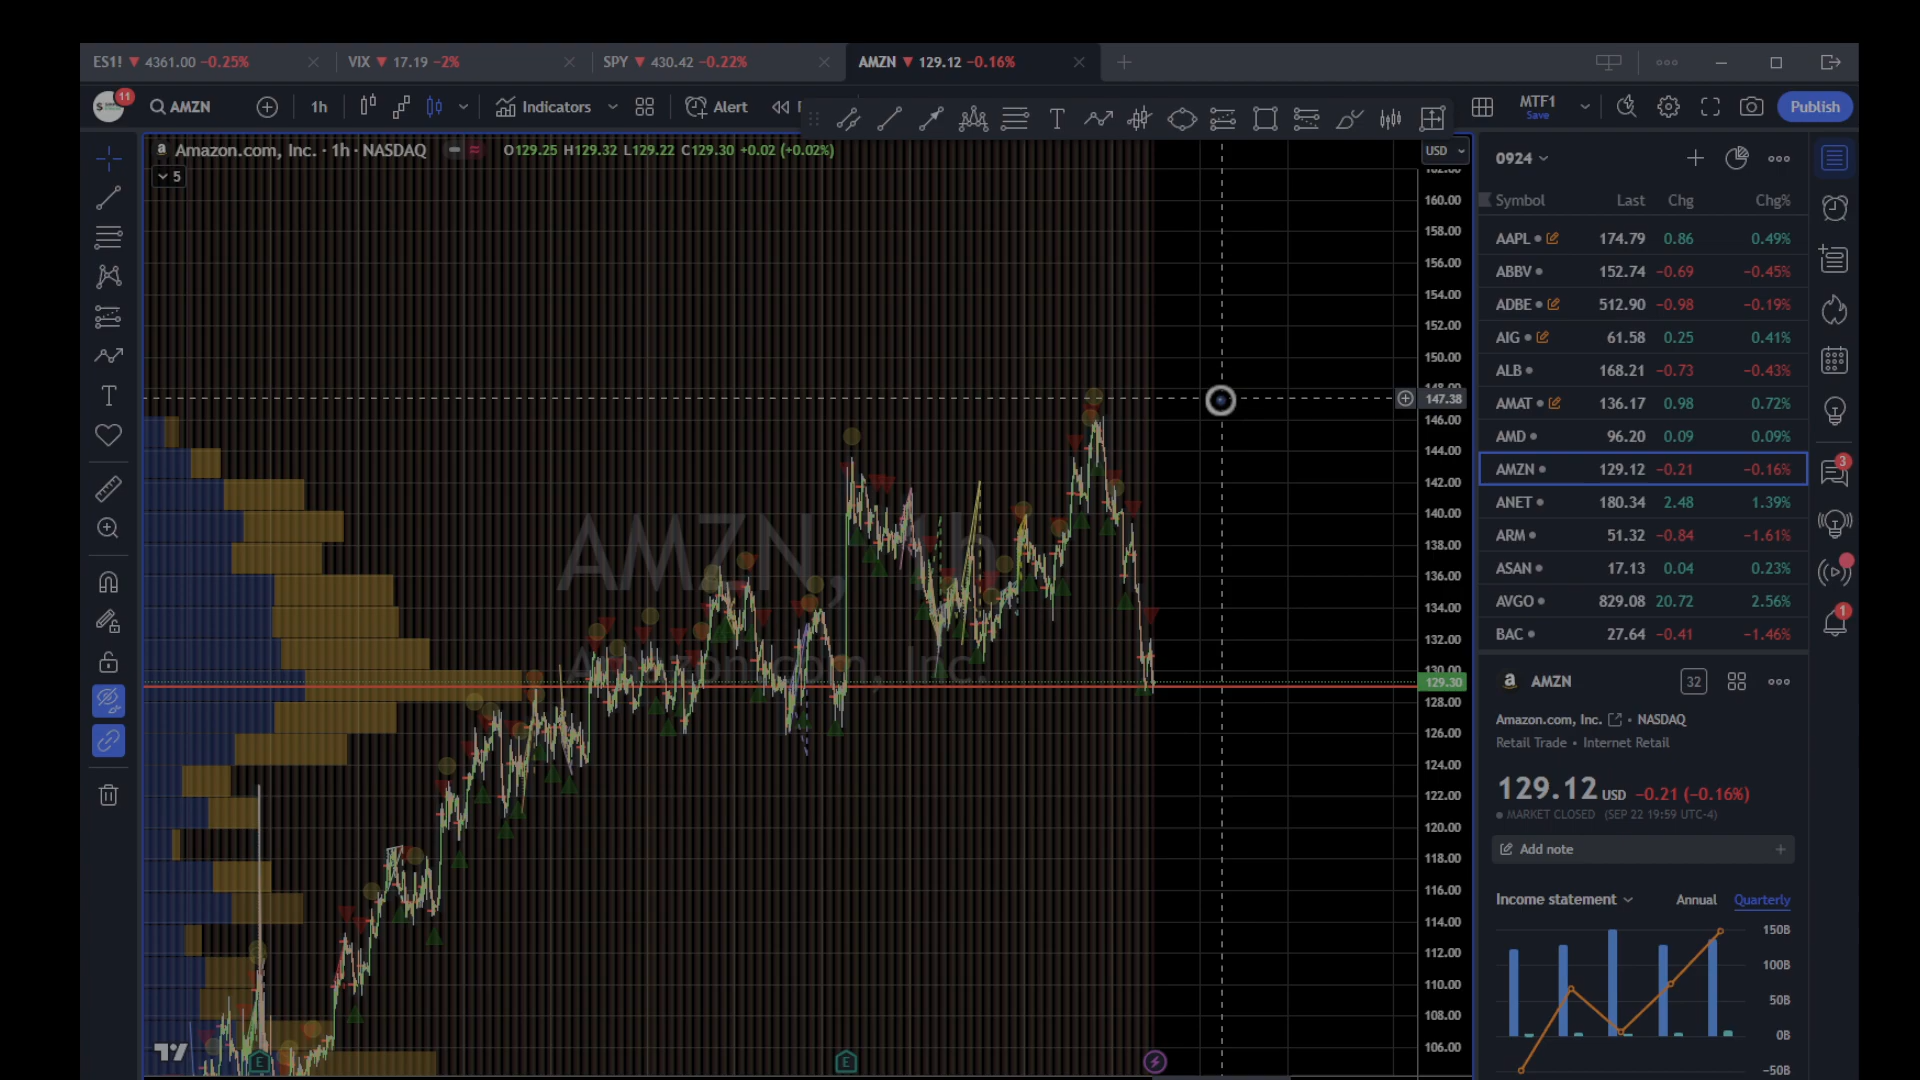 ES1! ▼ 4361.00 −0.25%
VIX ▼ 17.19 −2%
SPY ▼ 430.42 −0.22%
AMZN ▼ 129.12 −0.16%
11
AMZN
1h
Indicators
Alert
MTF1
Save
Publish
Amazon.com, Inc. · 1h · NASDAQ
O129.25 H129.32 L129.22 C129.30 +0.02 (+0.02%)
5
USD
162.00
160.00
158.00
156.00
154.00
152.00
150.00
148.00
147.38
146.00
144.00
142.00
140.00
138.00
136.00
134.00
132.00
130.00
129.30
128.00
126.00
124.00
122.00
120.00
118.00
116.00
114.00
112.00
110.00
108.00
106.00
AMZN, 1h
Amazon.com, Inc.
E
E
0924
Symbol Last Chg Chg%
AAPL 174.79 0.86 0.49%
ABBV 152.74 −0.69 −0.45%
ADBE 512.90 −0.98 −0.19%
AIG 61.58 0.25 0.41%
ALB 168.21 −0.73 −0.43%
AMAT 136.17 0.98 0.72%
AMD 96.20 0.09 0.09%
AMZN 129.12 −0.21 −0.16%
ANET 180.34 2.48 1.39%
ARM 51.32 −0.84 −1.61%
ASAN 17.13 0.04 0.23%
AVGO 829.08 20.72 2.56%
BAC 27.64 −0.41 −1.46%
3
1
AMZN
32
Amazon.com, Inc. • NASDAQ
Retail Trade • Internet Retail
129.12 USD −0.21 (−0.16%)
MARKET CLOSED (SEP 22 19:59 UTC-4)
Add note
Income statement Annual Quarterly
150B
100B
50B
0B
−50B